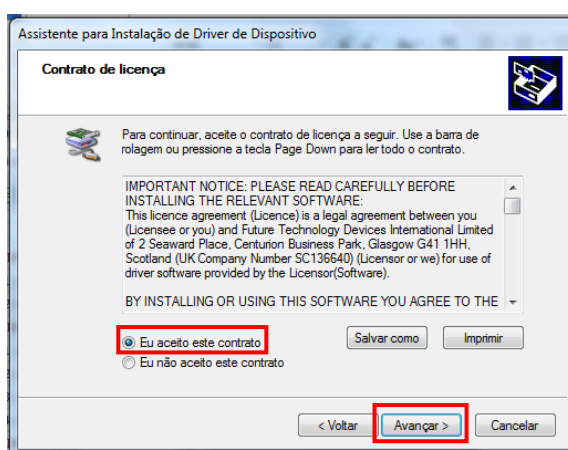 Assistente para Instalação de Driver de Dispositivo
Contrato de licença
Para continuar, aceite o contrato de licença a seguir. Use a barra de
rolagem ou pressione a tecla Page Down para ler todo o contrato.
IMPORTANT NOTICE: PLEASE READ CAREFULLY BEFORE
INSTALLING THE RELEVANT SOFTWARE:
This licence agreement (Licence) is a legal agreement between you
(Licensee or you) and Future Technology Devices International Limited
of 2 Seaward Place, Centurion Business Park, Glasgow G41 1HH,
Scotland (UK Company Number SC136640) (Licensor or we) for use of
driver software provided by the Licensor(Software).
BY INSTALLING OR USING THIS SOFTWARE YOU AGREE TO THE
Eu aceito este contrato
Salvar como
Imprimir
Eu não aceito este contrato
< Voltar
Avançar >
Cancelar